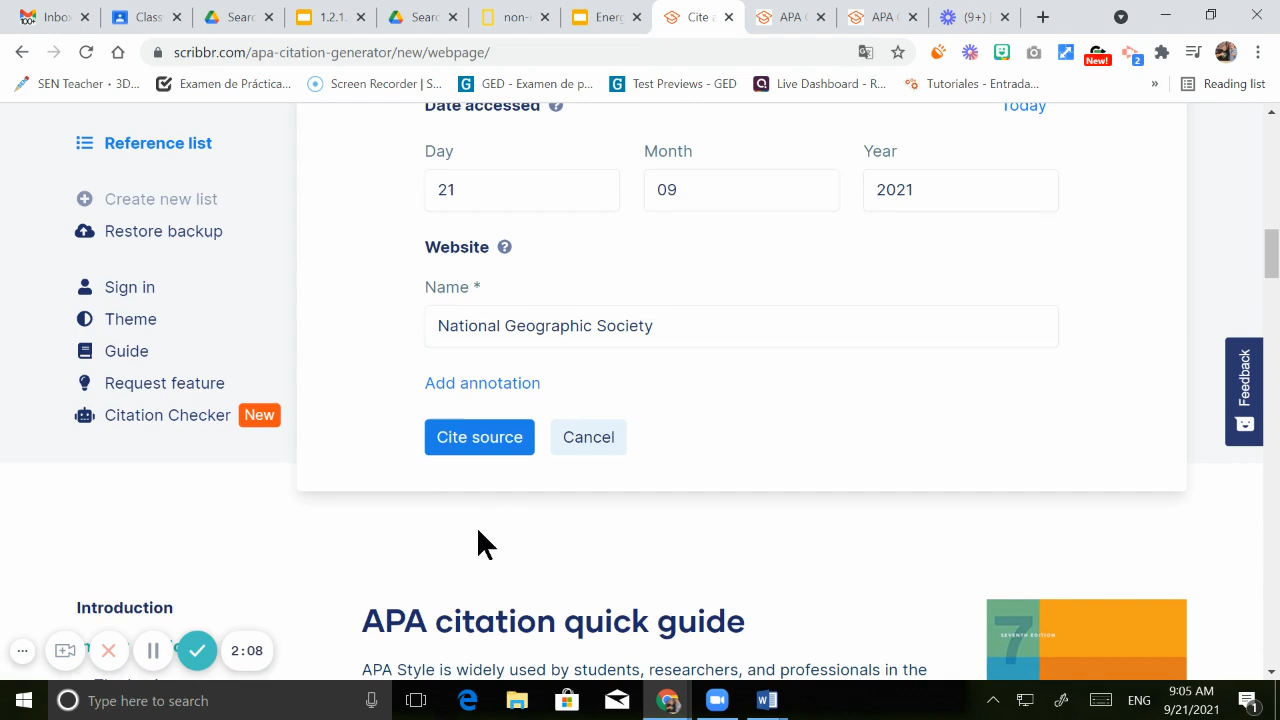 Inbox
Class
Searc
1.2.1.
Searc
non-r
Energ
Cite a
APA C
APA C
(9+)
scribbr.com/apa-citation-generator/new/webpage/
New!
2
SEN Teacher · 3D...
Examen de Práctica...
Screen Recorder | S...
GED - Examen de p...
Test Previews - GED
Live Dashboard - R...
Tutoriales - Entrada...
»
Reading list
Date accessed
Today
Reference list
Day
Month
Year
21
09
2021
Create new list
Restore backup
Website
Name *
Sign in
National Geographic Society
Theme
Guide
Request feature
Add annotation
Citation Checker New
Cite source
Cancel
Feedback
Introduction
APA citation quick guide
7
SEVENTH EDITION
2:08
APA Style is widely used by students, researchers, and professionals in the
Type here to search
ENG
9:05 AM
9/21/2021
1